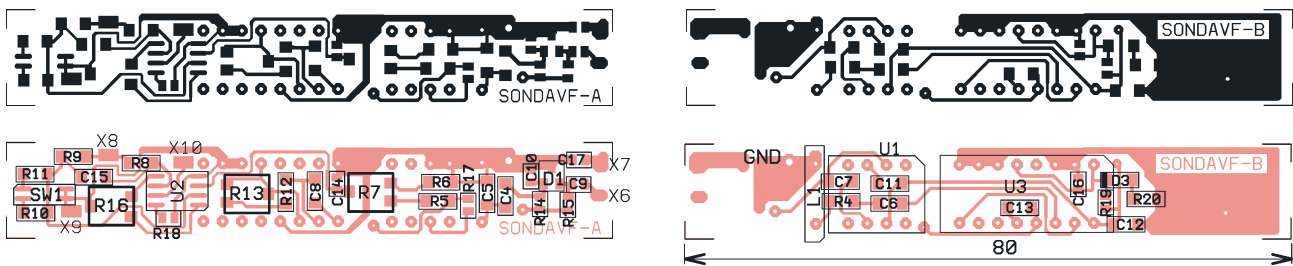 SONDAVF-A
SONDAVF-B
X8
X10
R9
R8
R11
C15
SW1
R10
X9
R16
U2
R18
R13
R12
C8
C14
R7
R6
R5
R17
C5
C4
C10
C17
D1
C9
R14
R15
X7
X6
SONDAVF-A
GND
L1
U1
C7
C11
R4
C6
U3
C13
C16
D3
R19
R20
C12
SONDAVF-B
80